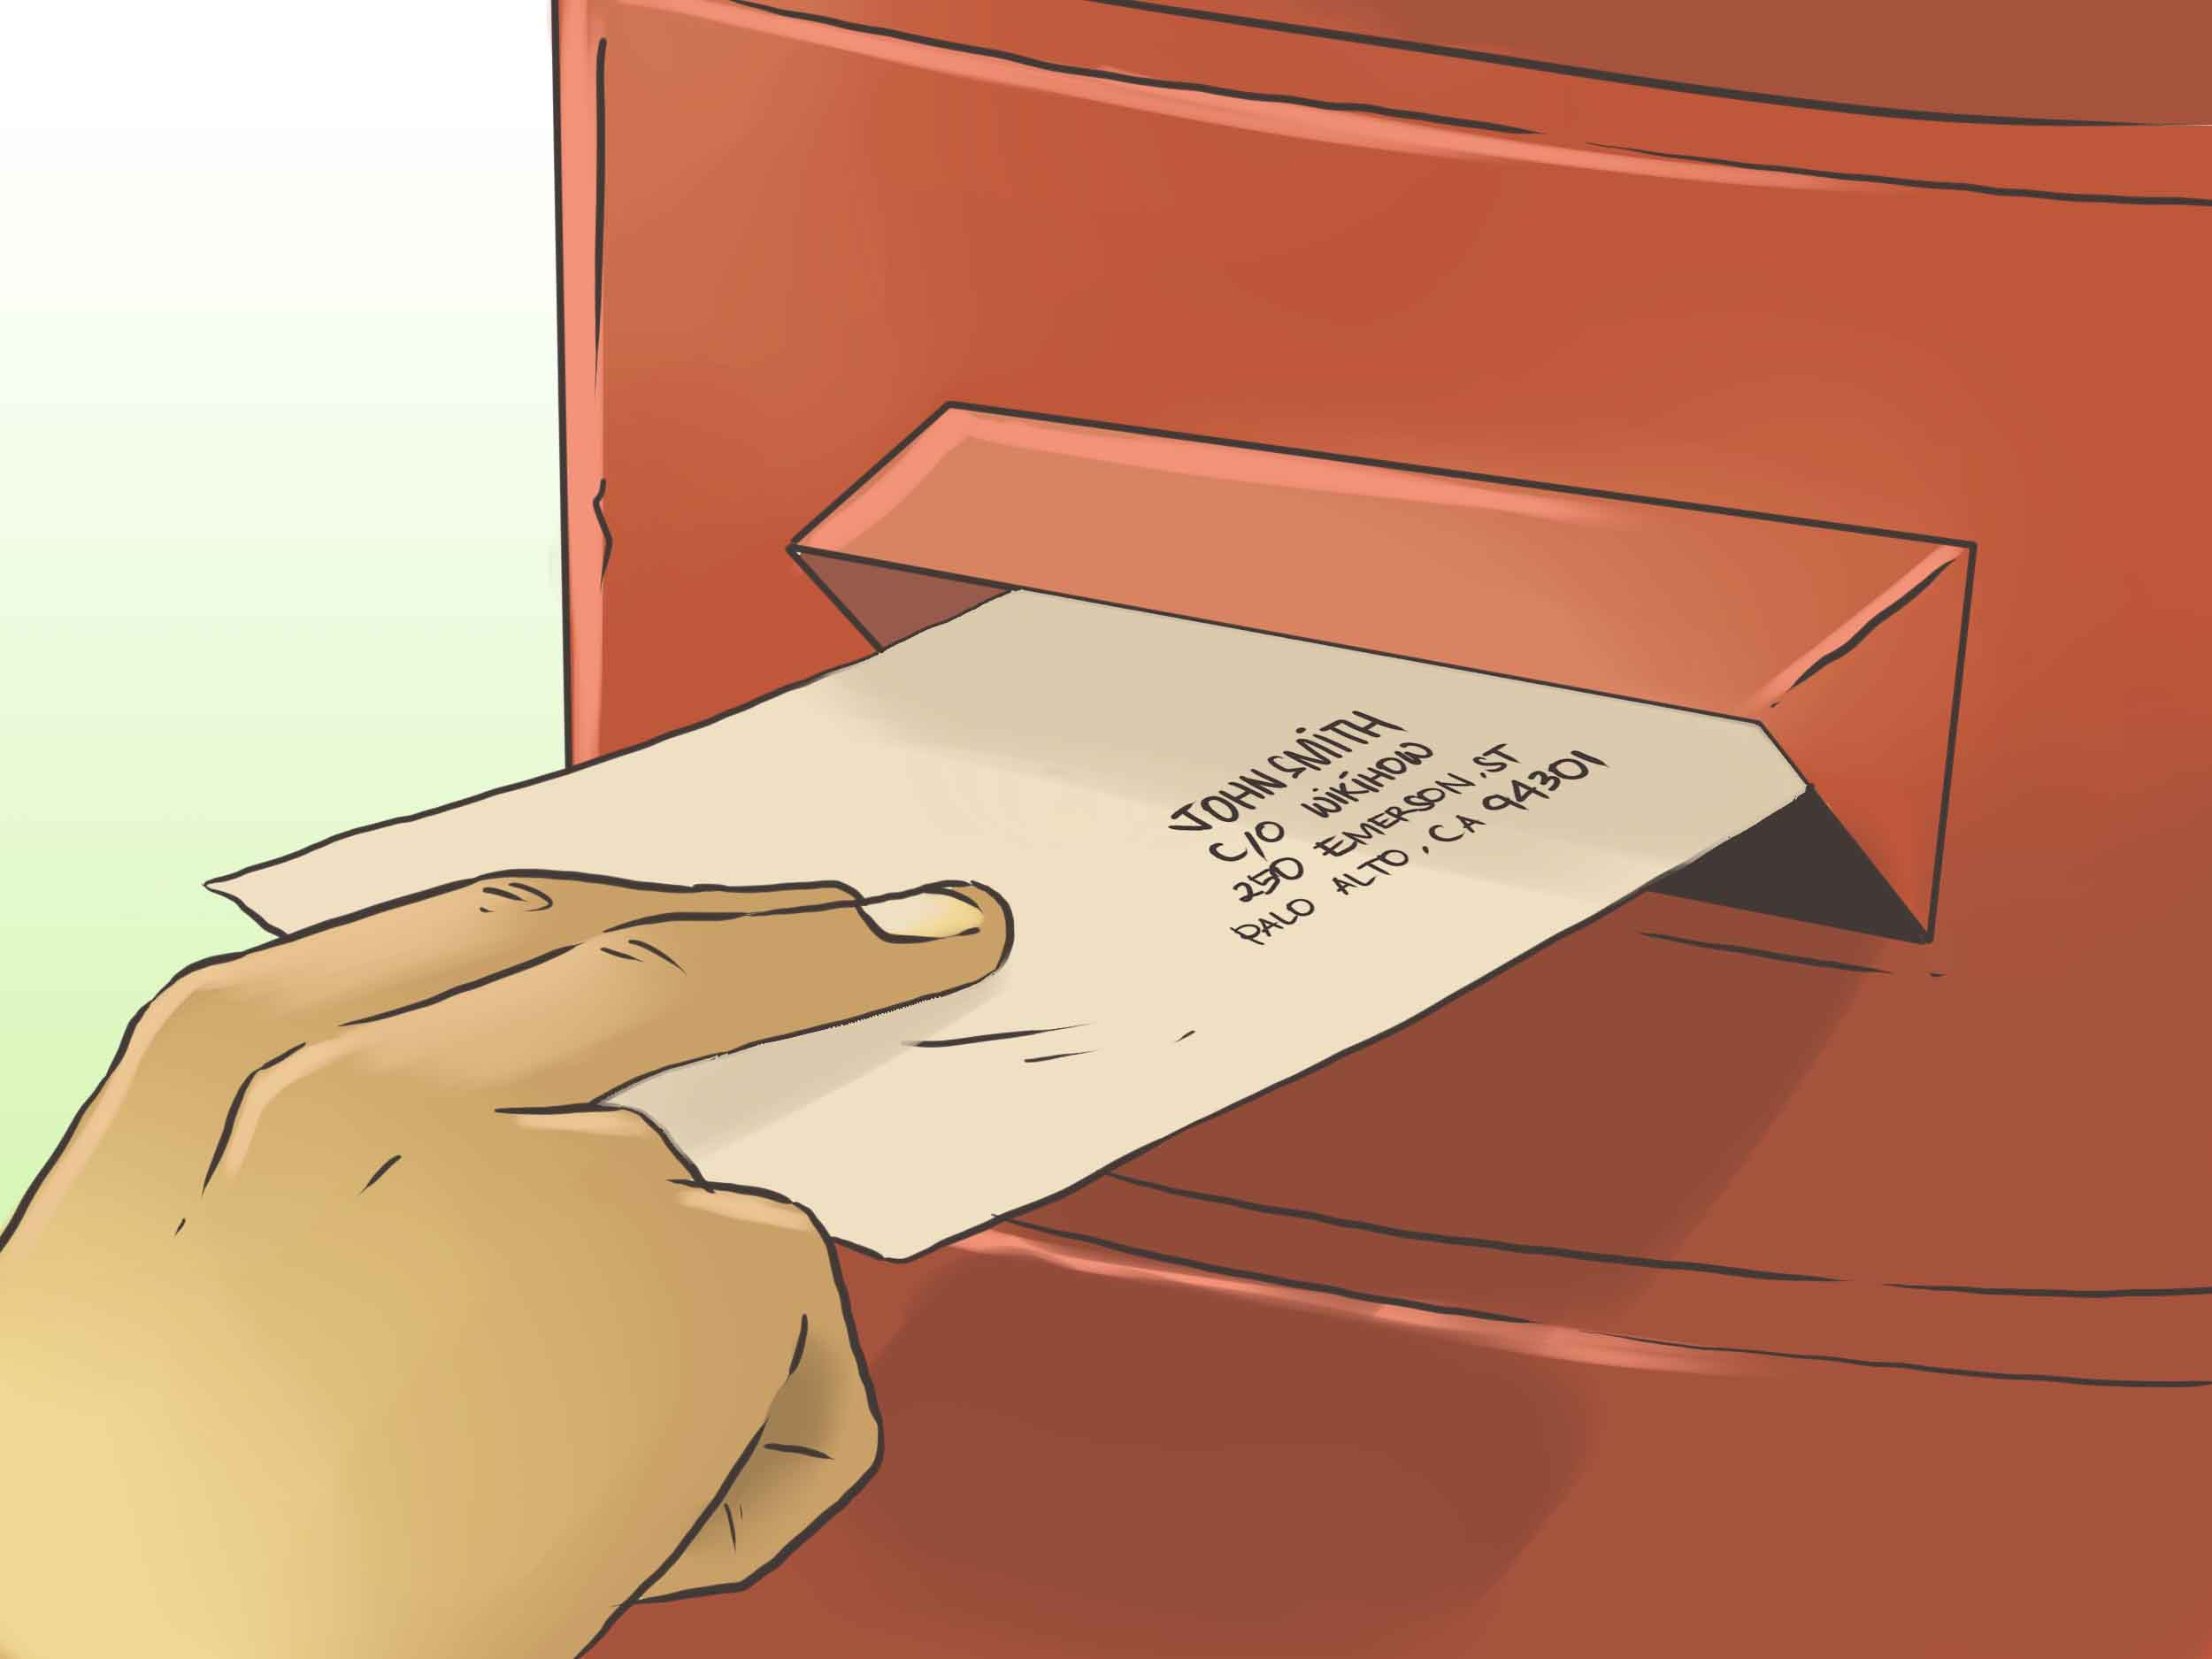 JOHN SMITH
C/O WIKIHOW
250 EMERSON, ST
PALO ALTO, CA 94301